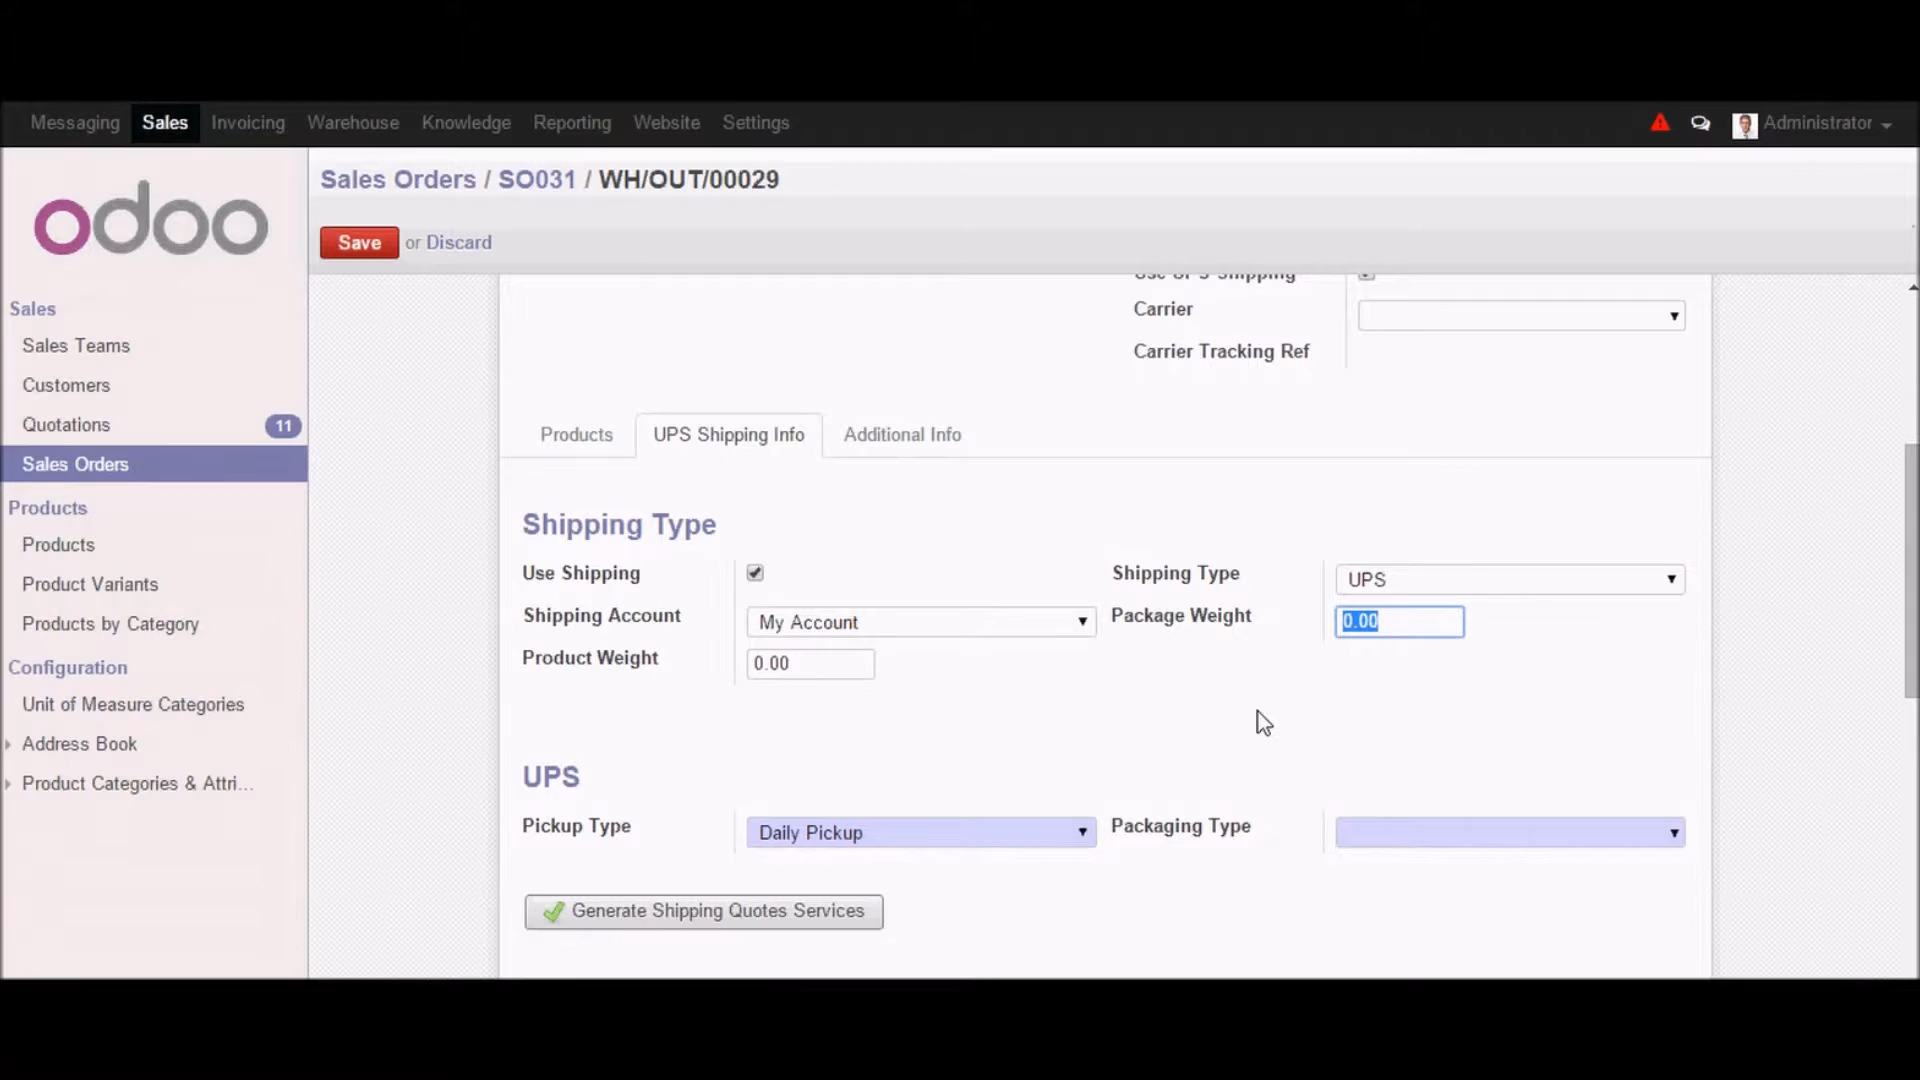 Messaging Sales Invoicing Warehouse Knowledge Reporting Website Settings Administrator
odoo
Sales Orders / SO031 / WH/OUT/00029
Save or Discard
Sales
Sales Teams
Customers
Quotations 11
Sales Orders
Products
Products
Product Variants
Products by Category
Configuration
Unit of Measure Categories
Address Book
Product Categories & Attri...
Use UPS Shipping
Carrier
Carrier Tracking Ref
Products UPS Shipping Info Additional Info
Shipping Type
Use Shipping Shipping Type UPS
Shipping Account My Account Package Weight 0.00
Product Weight 0.00
UPS
Pickup Type Daily Pickup Packaging Type
Generate Shipping Quotes Services